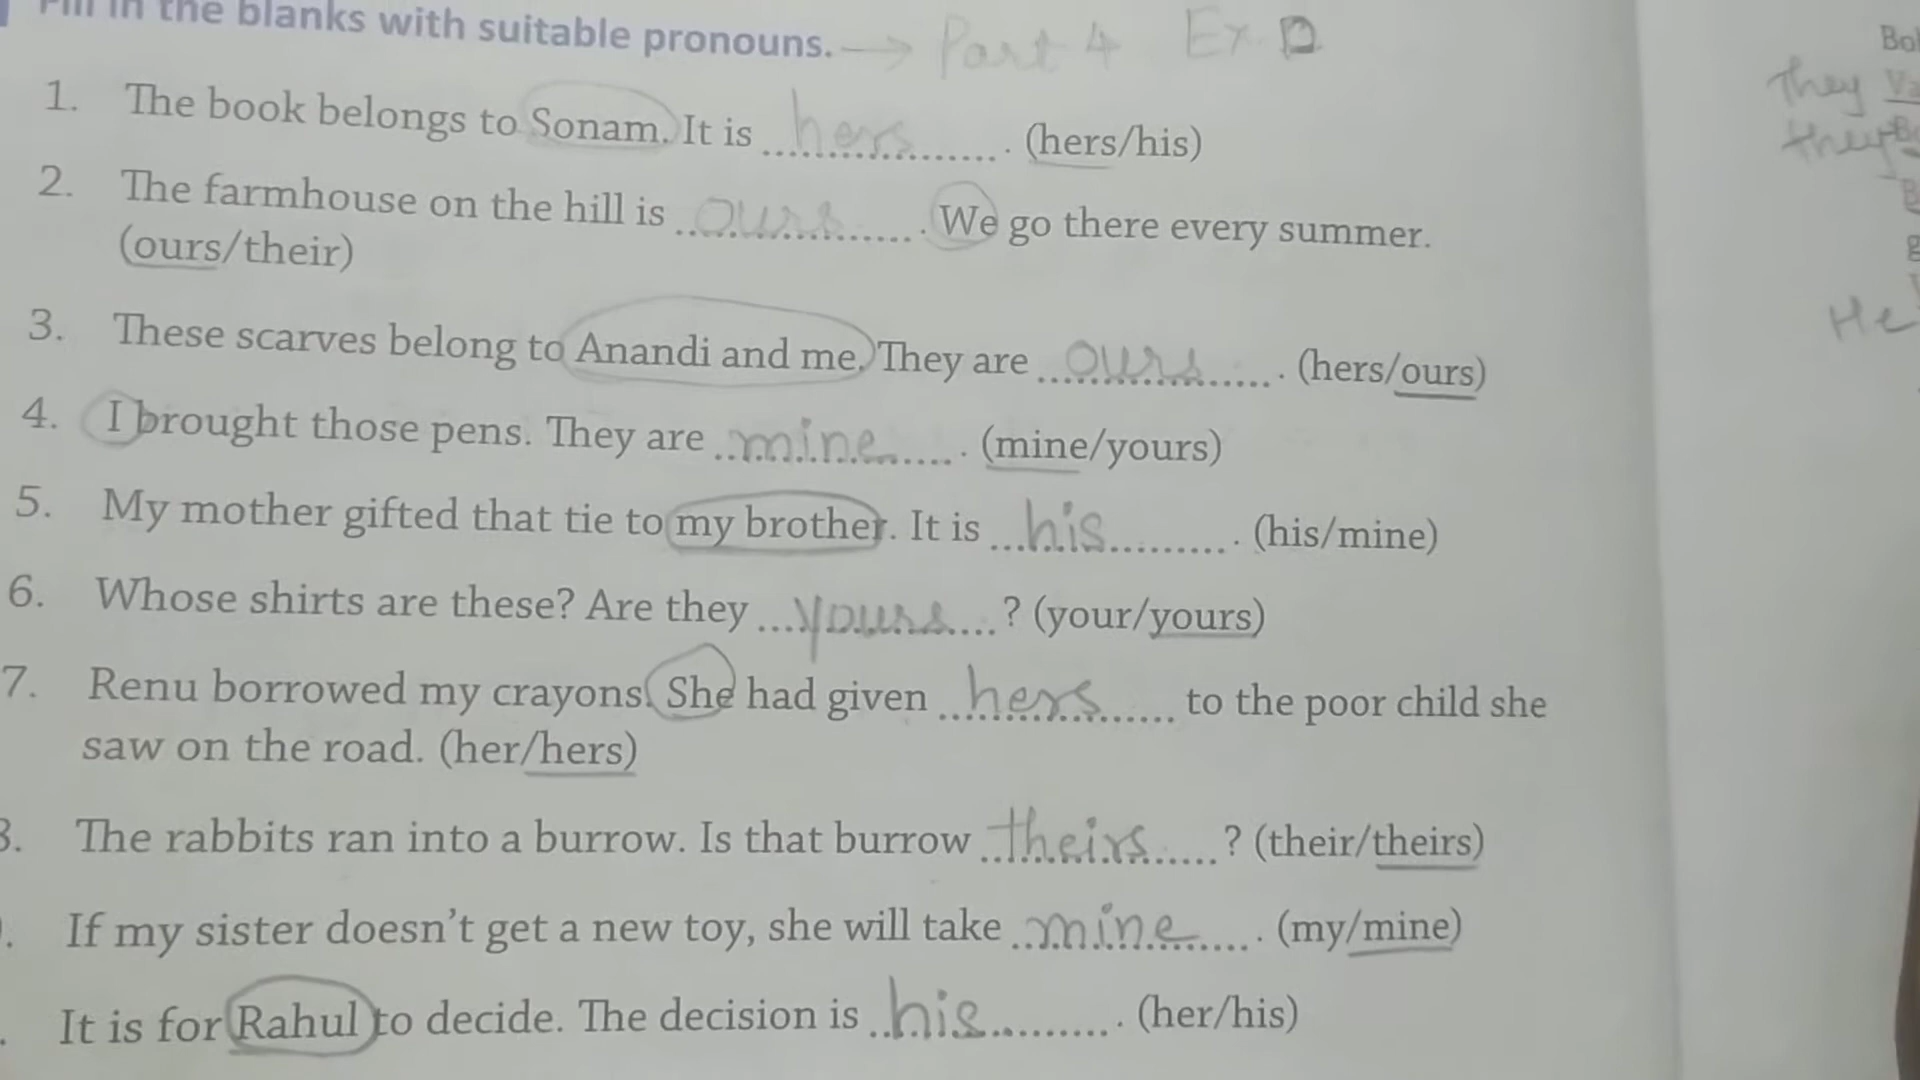 Fill in the blanks with suitable pronouns. → Part 4 Ex. D
1. The book belongs to Sonam. It is hers. (hers/his)
2. The farmhouse on the hill is ours. We go there every summer.
(ours/their)
3. These scarves belong to Anandi and me. They are ours. (hers/ours)
4. I brought those pens. They are mine. (mine/yours)
5. My mother gifted that tie to my brother. It is his. (his/mine)
6. Whose shirts are these? Are they yours? (your/yours)
7. Renu borrowed my crayons. She had given hers to the poor child she
saw on the road. (her/hers)
8. The rabbits ran into a burrow. Is that burrow theirs? (their/theirs)
. If my sister doesn't get a new toy, she will take mine. (my/mine)
. It is for Rahul to decide. The decision is his. (her/his)
they
they
He